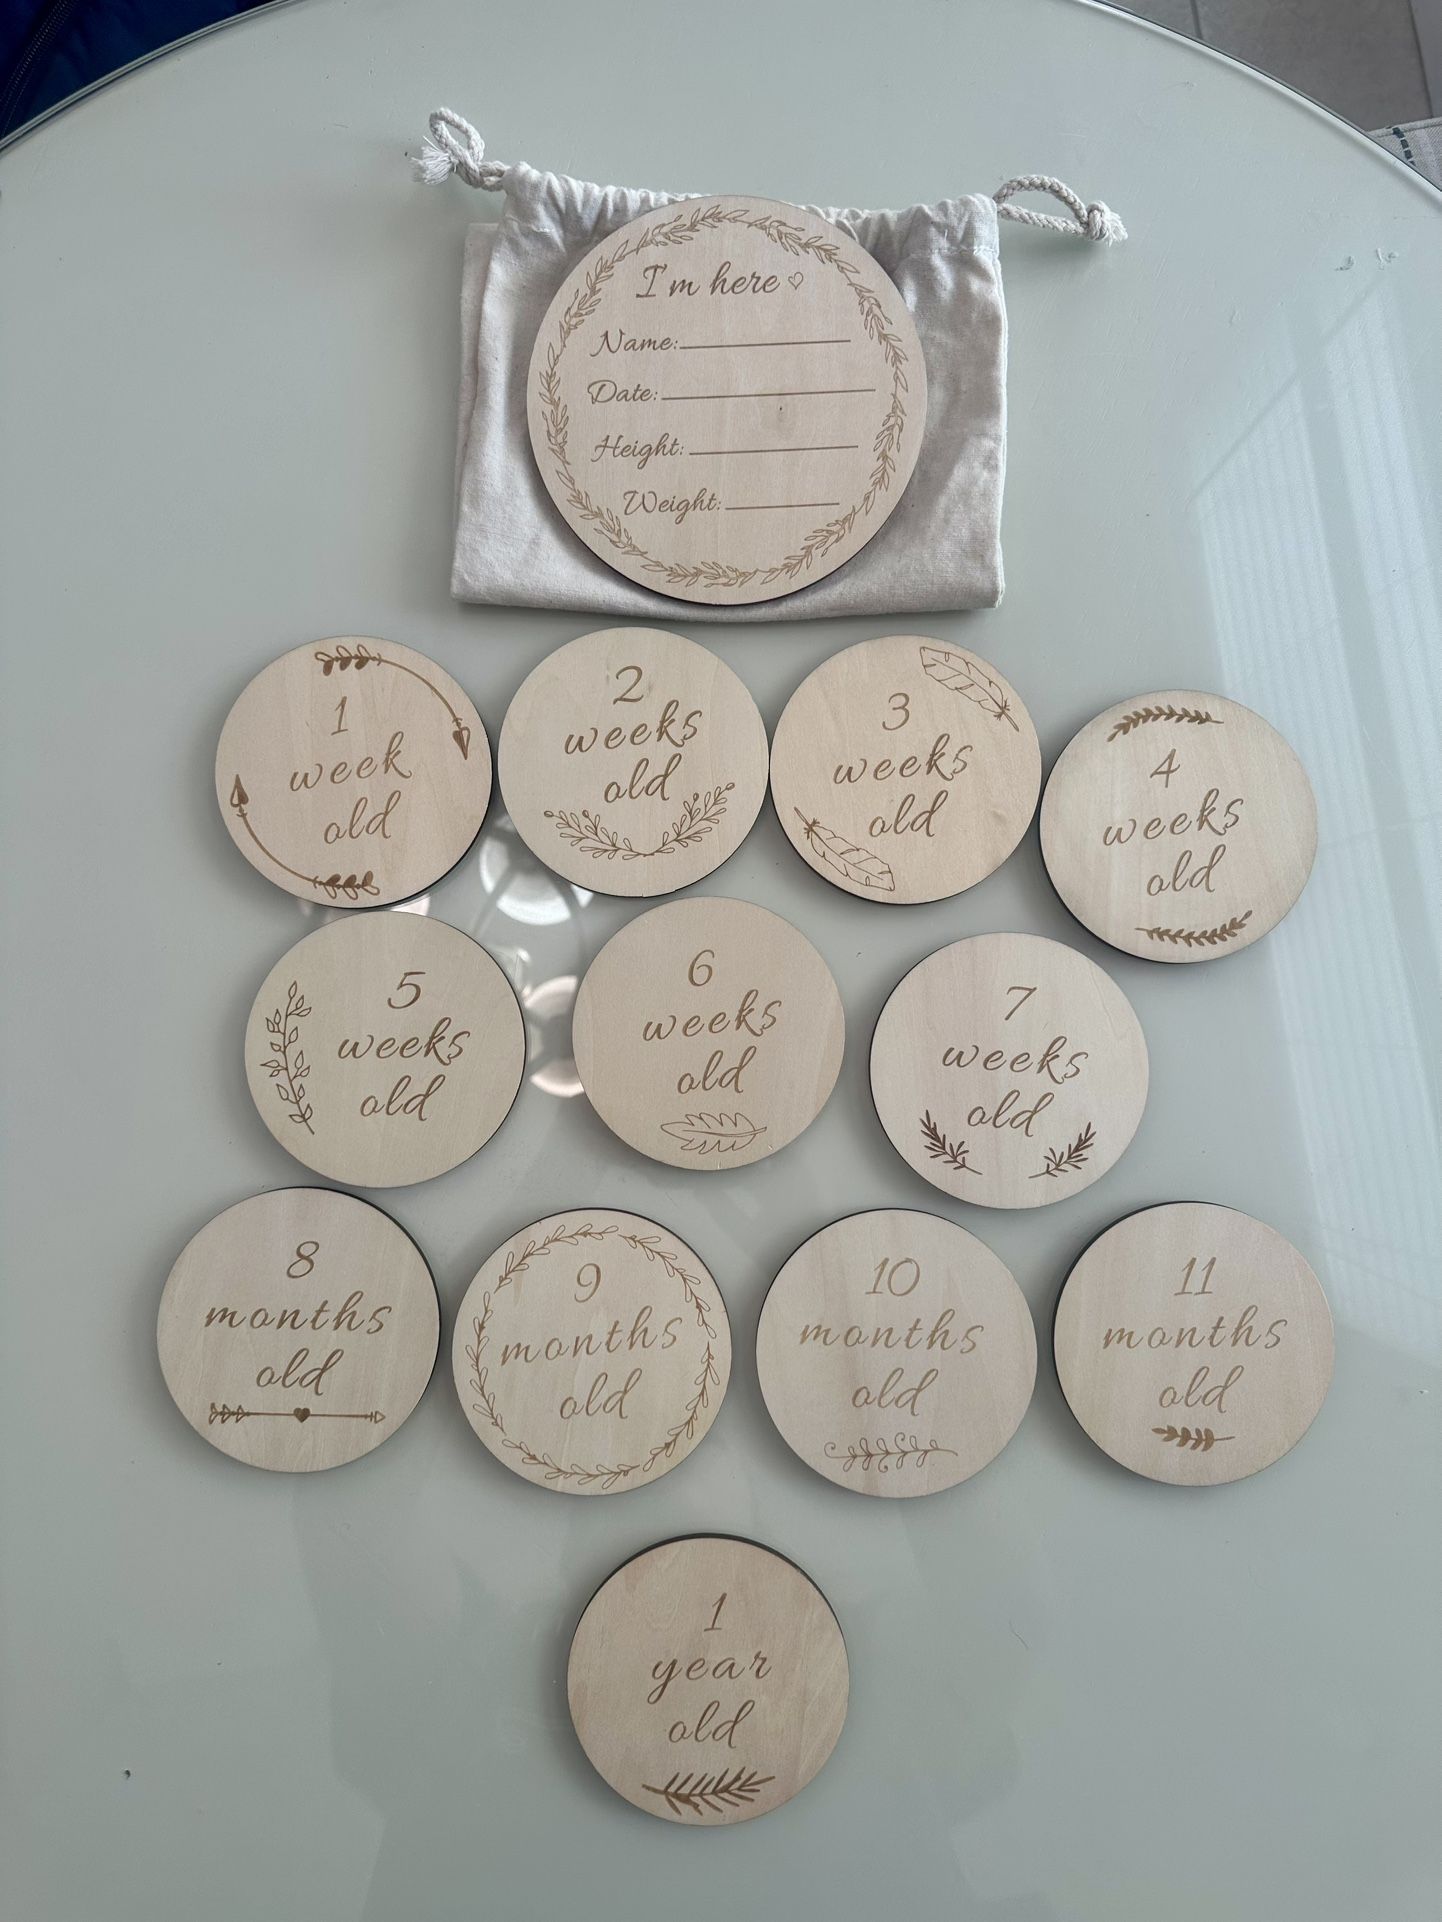 I'm here ♡
Name:
Date:
Height:
Weight:
1
week
old
2
weeks
old
3
weeks
old
4
weeks
old
5
weeks
old
6
weeks
old
7
weeks
old
8
months
old
9
months
old
10
months
old
11
months
old
1
year
old